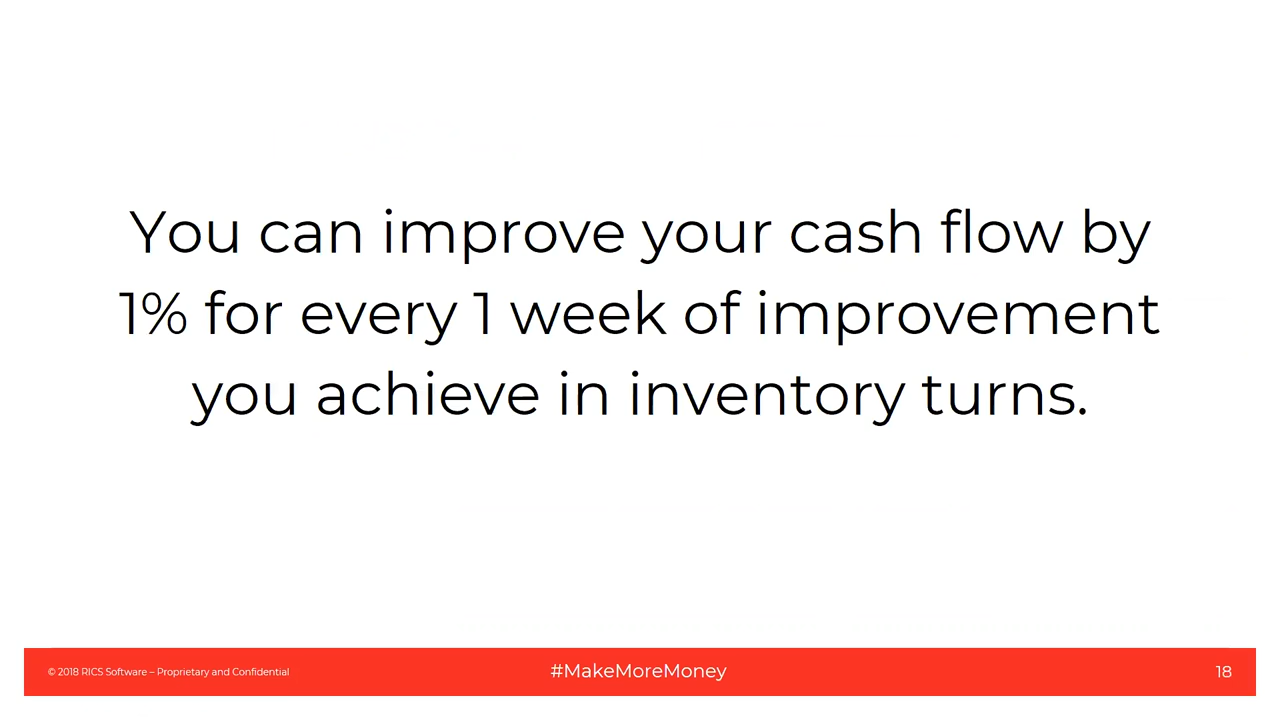 You can improve your cash flow by
1% for every 1 week of improvement
you achieve in inventory turns.
© 2018 RICS Software – Proprietary and Confidential
#MakeMoreMoney
18